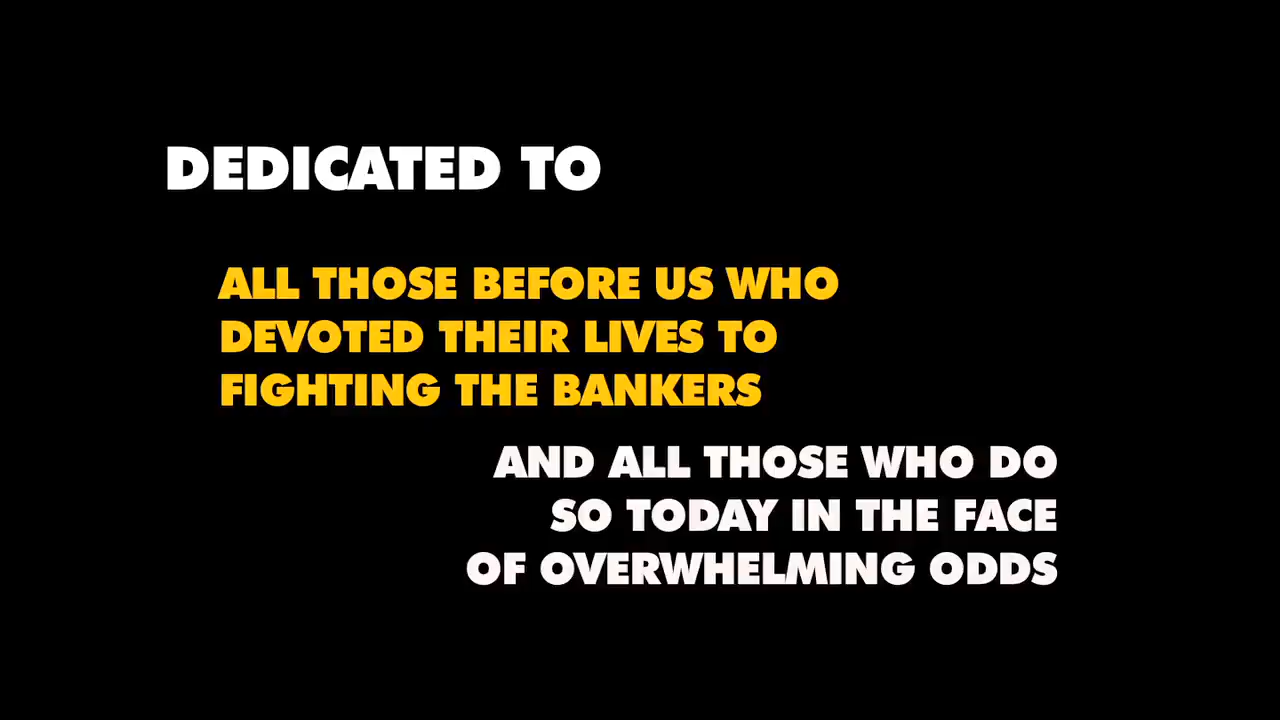 DEDICATED TO
ALL THOSE BEFORE US WHO
DEVOTED THEIR LIVES TO
FIGHTING THE BANKERS
AND ALL THOSE WHO DO
SO TODAY IN THE FACE
OF OVERWHELMING ODDS